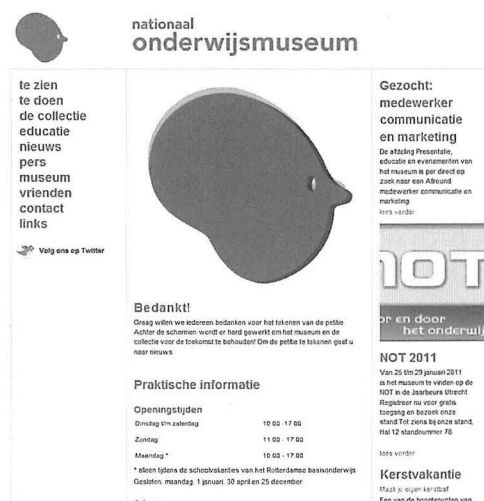 nationaal
onderwijsmuseum
te zien
te doen
de collectie
educatie
nieuws
pers
museum
vrienden
contact
links
Volg ons op Twitter
Bedankt!
Graag willen we iedereen bedanken voor het tekenen van de petitie.
Achter de schermen wordt er hard gewerkt om het museum en de
collectie voor de toekomst te behouden! Om de petitie te tekenen gaat u
naar nieuws.
Praktische informatie
Openingstijden
Dinsdag t/m zaterdag 10.00 - 17.00
Zondag 11.00 - 17.00
Maandag * 10.00 - 17.00
* alleen tijdens de schoolvakanties van het Rotterdamse basisonderwijs
Gesloten: maandag, 1 januari, 30 april en 25 december
Gezocht:
medewerker
communicatie
en marketing
De afdeling Presentatie,
educatie en evenementen van
het museum is per direct op
zoek naar een Allround
medewerker communicatie en
marketing.
lees verder
NOT
or en door
het onderwij
NOT 2011
Van 25 t/m 29 januari 2011
is het museum te vinden op de
NOT in de Jaarbeurs Utrecht.
Registreer nu voor gratis
toegang en bezoek onze
stand.Tot ziens bij onze stand,
Hal 12 standnummer 78
lees verder
Kerstvakantie
Maak je eigen kerstbal!
Een van de hoogtepunten van